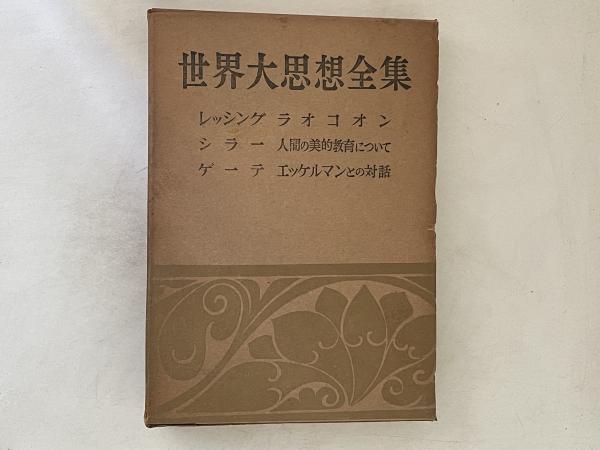 世界大思想全集
レッシング ラオコオン
シラー 人間の美的教育について
ゲーテ エッケルマンとの対話